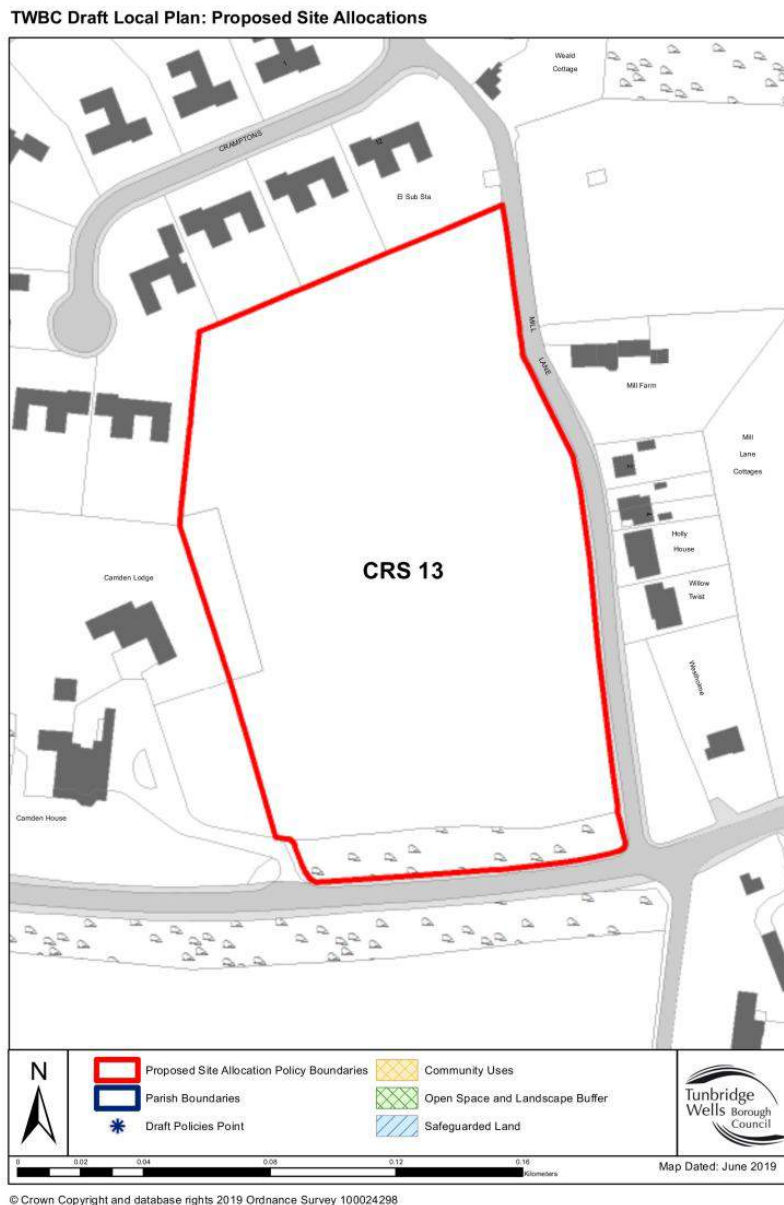 TWBC Draft Local Plan: Proposed Site Allocations
Weald
Cottage
1
CRAMPTONS
12
El Sub Sta
MILL
LANE
Mill Farm
Mill
Lane
Cottages
Holly
House
Willow
Twist
Westholme
CRS 13
Camden Lodge
Camden House
N
Proposed Site Allocation Policy Boundaries
Parish Boundaries
Draft Policies Point
Community Uses
Open Space and Landscape Buffer
Safeguarded Land
Tunbridge
Wells Borough
Council
0 0.02 0.04 0.08 0.12 0.16
Kilometers
Map Dated: June 2019
© Crown Copyright and database rights 2019 Ordnance Survey 100024298